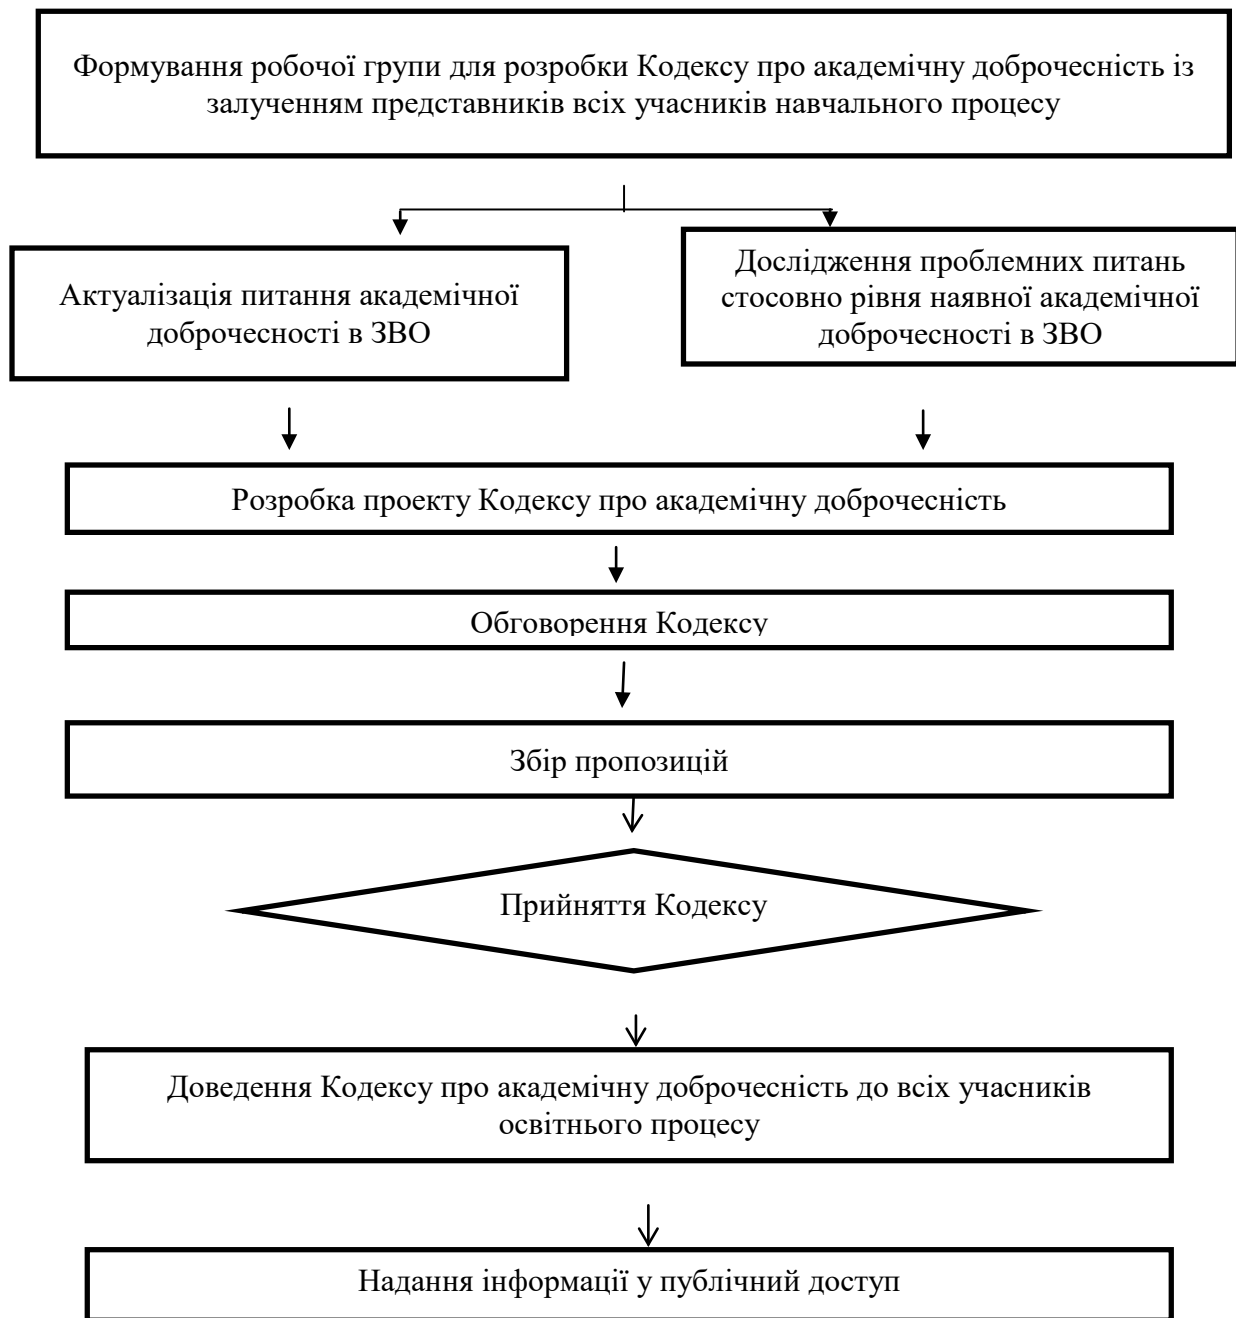 Формування робочої групи для розробки Кодексу про академічну доброчесність із
залученням представників всіх учасників навчального процесу
Актуалізація питання академічної
доброчесності в ЗВО
Дослідження проблемних питань
стосовно рівня наявної академічної
доброчесності в ЗВО
Розробка проекту Кодексу про академічну доброчесність
Обговорення Кодексу
Збір пропозицій
Прийняття Кодексу
Доведення Кодексу про академічну доброчесність до всіх учасників
освітнього процесу
Надання інформації у публічний доступ